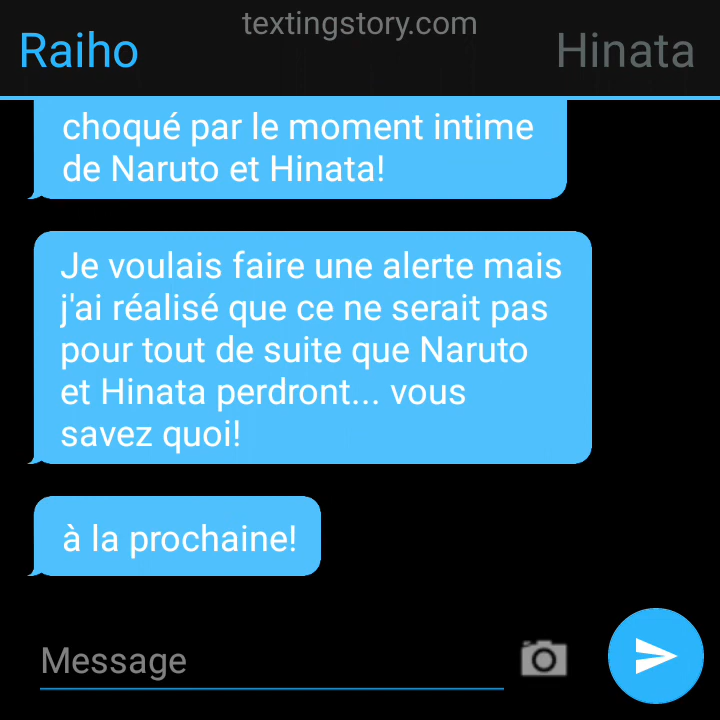 textingstory.com
Raiho
Hinata
choqué par le moment intime
de Naruto et Hinata!
Je voulais faire une alerte mais
j'ai réalisé que ce ne serait pas
pour tout de suite que Naruto
et Hinata perdront... vous
savez quoi!
à la prochaine!
Message